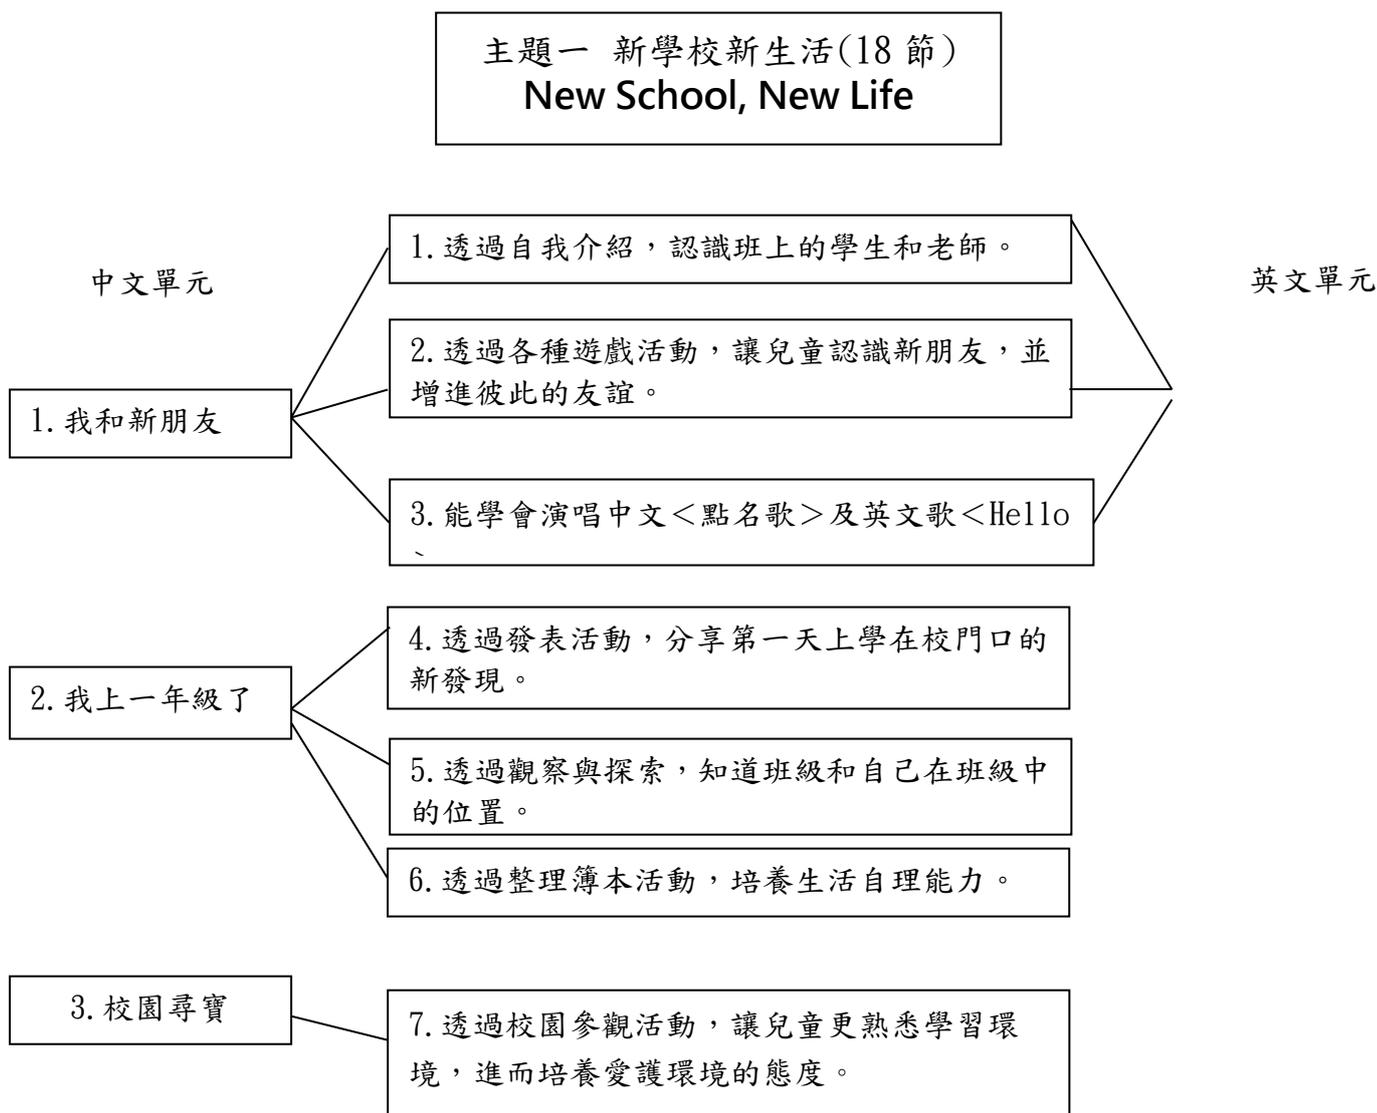 主題一 新學校新生活(18 節)
New School, New Life
中文單元
英文單元
1.我和新朋友
1.透過自我介紹，認識班上的學生和老師。
2.透過各種遊戲活動，讓兒童認識新朋友，並
增進彼此的友誼。
3.能學會演唱中文＜點名歌＞及英文歌＜Hello
2.我上一年級了
4.透過發表活動，分享第一天上學在校門口的
新發現。
5.透過觀察與探索，知道班級和自己在班級中
的位置。
6.透過整理簿本活動，培養生活自理能力。
3.校園尋寶
7.透過校園參觀活動，讓兒童更熟悉學習環
境，進而培養愛護環境的態度。